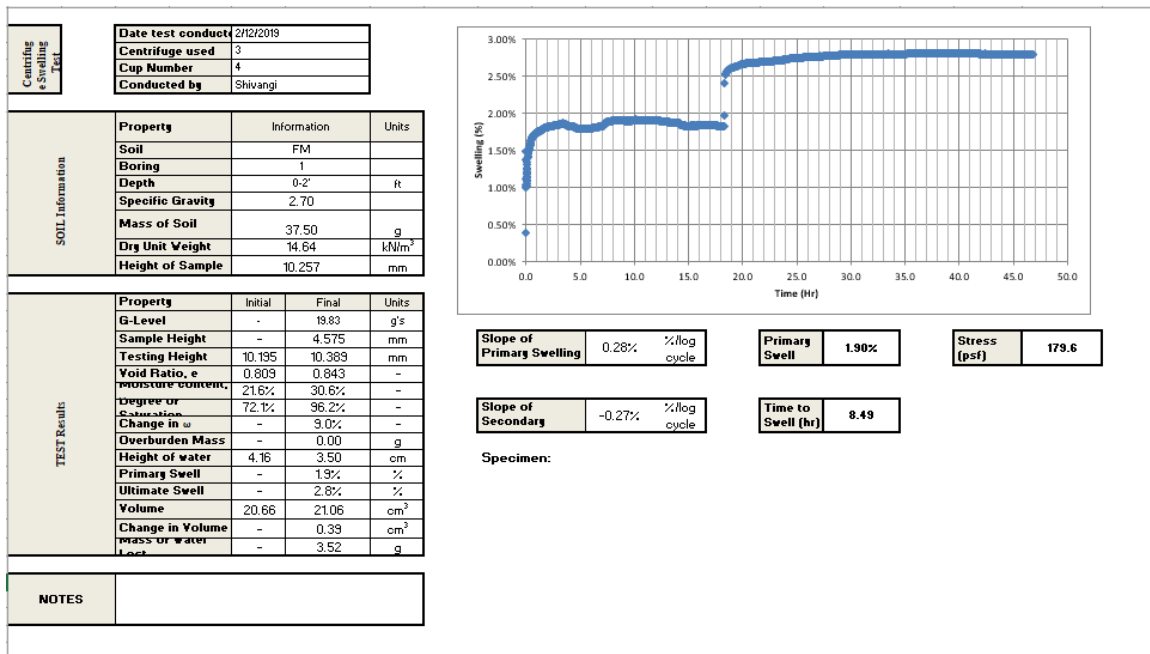 Centrifug
e Swelling
Test
Date test conducte 2/12/2019
Centrifuge used 3
Cup Number 4
Conducted by Shivangi
SOIL Information
Property Information Units
Soil FM
Boring 1
Depth 0-2' ft
Specific Gravity 2.70
Mass of Soil 37.50 g
Dry Unit Weight 14.64 kN/m³
Height of Sample 10.257 mm
TEST Results
Property Initial Final Units
G-Level - 19.83 g's
Sample Height - 4.575 mm
Testing Height 10.195 10.389 mm
Void Ratio, e 0.809 0.843 -
Moisture content, 21.6% 30.6% -
Degree of Saturation 72.1% 96.2% -
Change in ω - 9.0% -
Overburden Mass - 0.00 g
Height of water 4.16 3.50 cm
Primary Swell - 1.9% %
Ultimate Swell - 2.8% %
Volume 20.66 21.06 cm³
Change in Volume - 0.39 cm³
Mass of water Lost - 3.52 g
NOTES
3.00%
2.50%
2.00%
1.50%
1.00%
0.50%
0.00%
Swelling (%)
0.0 5.0 10.0 15.0 20.0 25.0 30.0 35.0 40.0 45.0 50.0
Time (Hr)
Slope of
Primary Swelling
0.28%
%/log
cycle
Primary
Swell
1.90%
Stress
(psf)
179.6
Slope of
Secondary
-0.27%
%/log
cycle
Time to
Swell (hr)
8.49
Specimen: